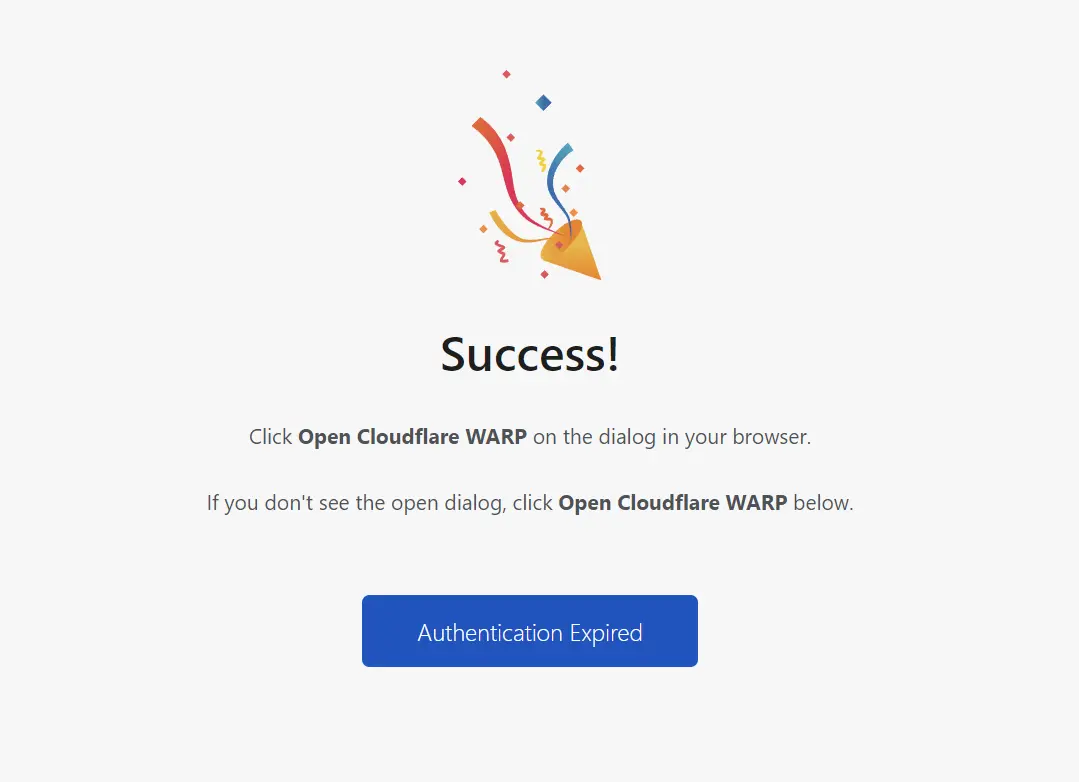 Success!
Click Open Cloudflare WARP on the dialog in your browser.
If you don't see the open dialog, click Open Cloudflare WARP below.
Authentication Expired